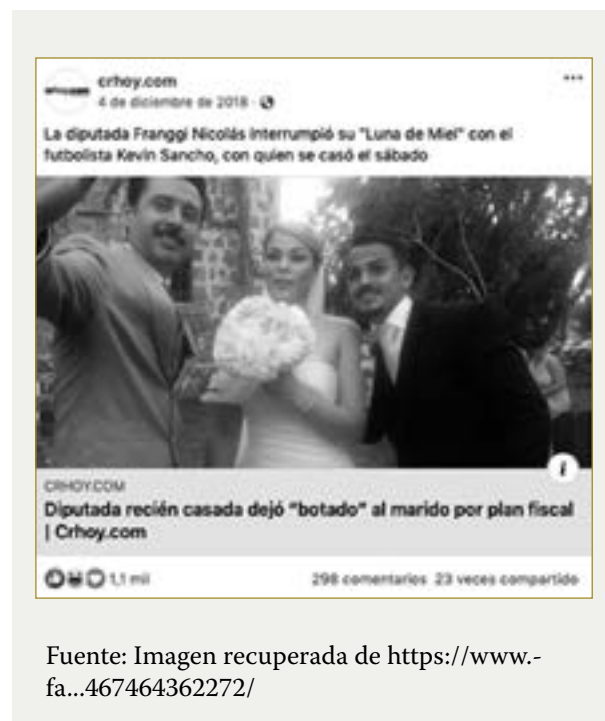 crhoy.com
4 de diciembre de 2018 ·
La diputada Franggi Nicolás interrumpió su "Luna de Miel" con el
futbolista Kevin Sancho, con quien se casó el sábado
i
CRHOY.COM
Diputada recién casada dejó "botado" al marido por plan fiscal
| Crhoy.com
1,1 mil 298 comentarios 23 veces compartido
Fuente: Imagen recuperada de https://www.-
fa...467464362272/